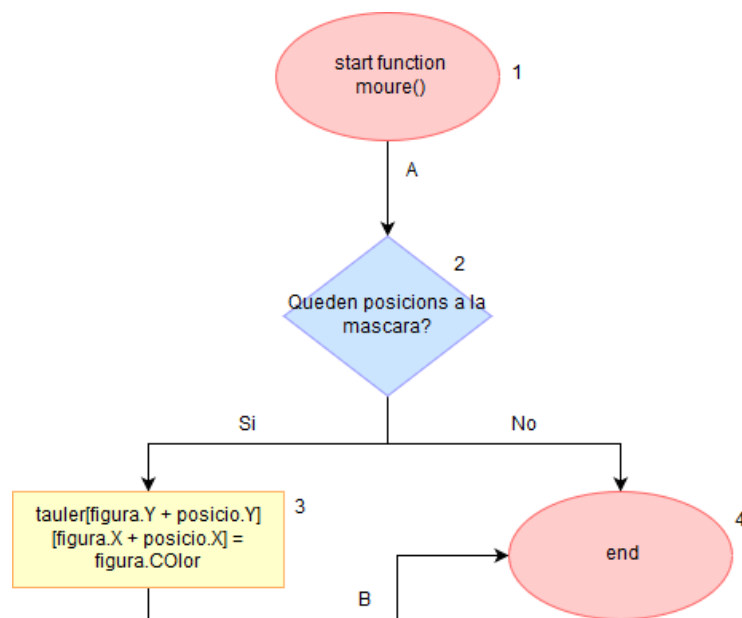 start function
moure()
1
A
2
Queden posicions a la
mascara?
Si
No
tauler[figura.Y + posicio.Y]
[figura.X + posicio.X] =
figura.COlor
3
4
end
B